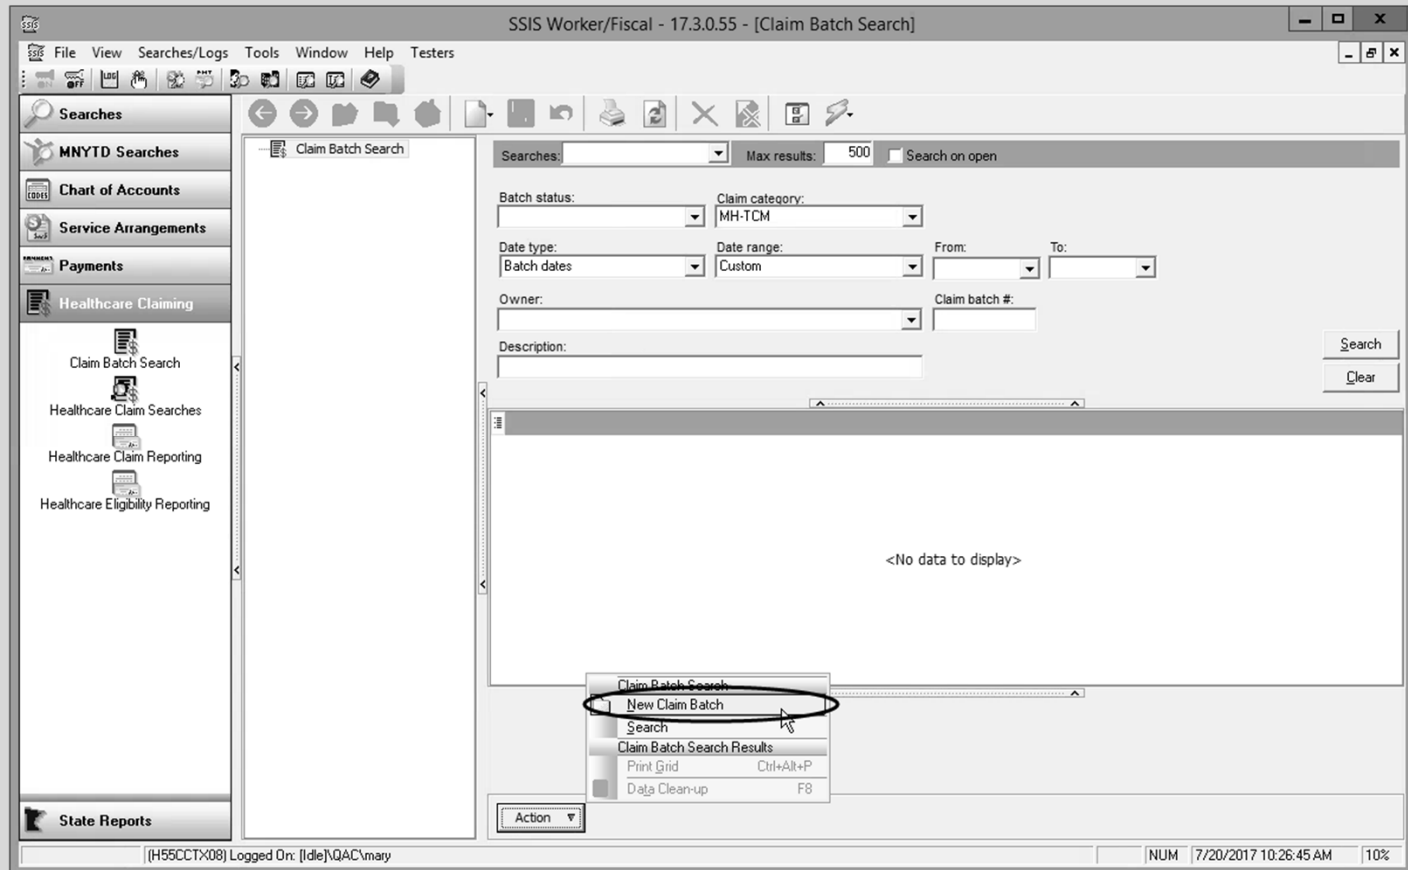 SSIS Worker/Fiscal - 17.3.0.55 - [Claim Batch Search]
File View Searches/Logs Tools Window Help Testers
Searches
MNYTD Searches
Chart of Accounts
Service Arrangements
Payments
Healthcare Claiming
Claim Batch Search
Healthcare Claim Searches
Healthcare Claim Reporting
Healthcare Eligibility Reporting
State Reports
Claim Batch Search
Searches: Max results: 500 Search on open
Batch status: Claim category:
MH-TCM
Date type: Date range: From: To:
Batch dates Custom
Owner: Claim batch #:
Description:
Search
Clear
<No data to display>
Claim Batch Search
New Claim Batch
Search
Claim Batch Search Results
Print Grid Ctrl+Alt+P
Data Clean-up F8
Action
(H55CCTX08) Logged On: [Idle]\QAC\mary NUM 7/20/2017 10:26:45 AM 10%